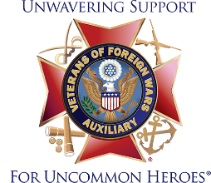 UNWAVERING SUPPORT
VETERANS OF FOREIGN WARS
AUXILIARY
FOR UNCOMMON HEROES®